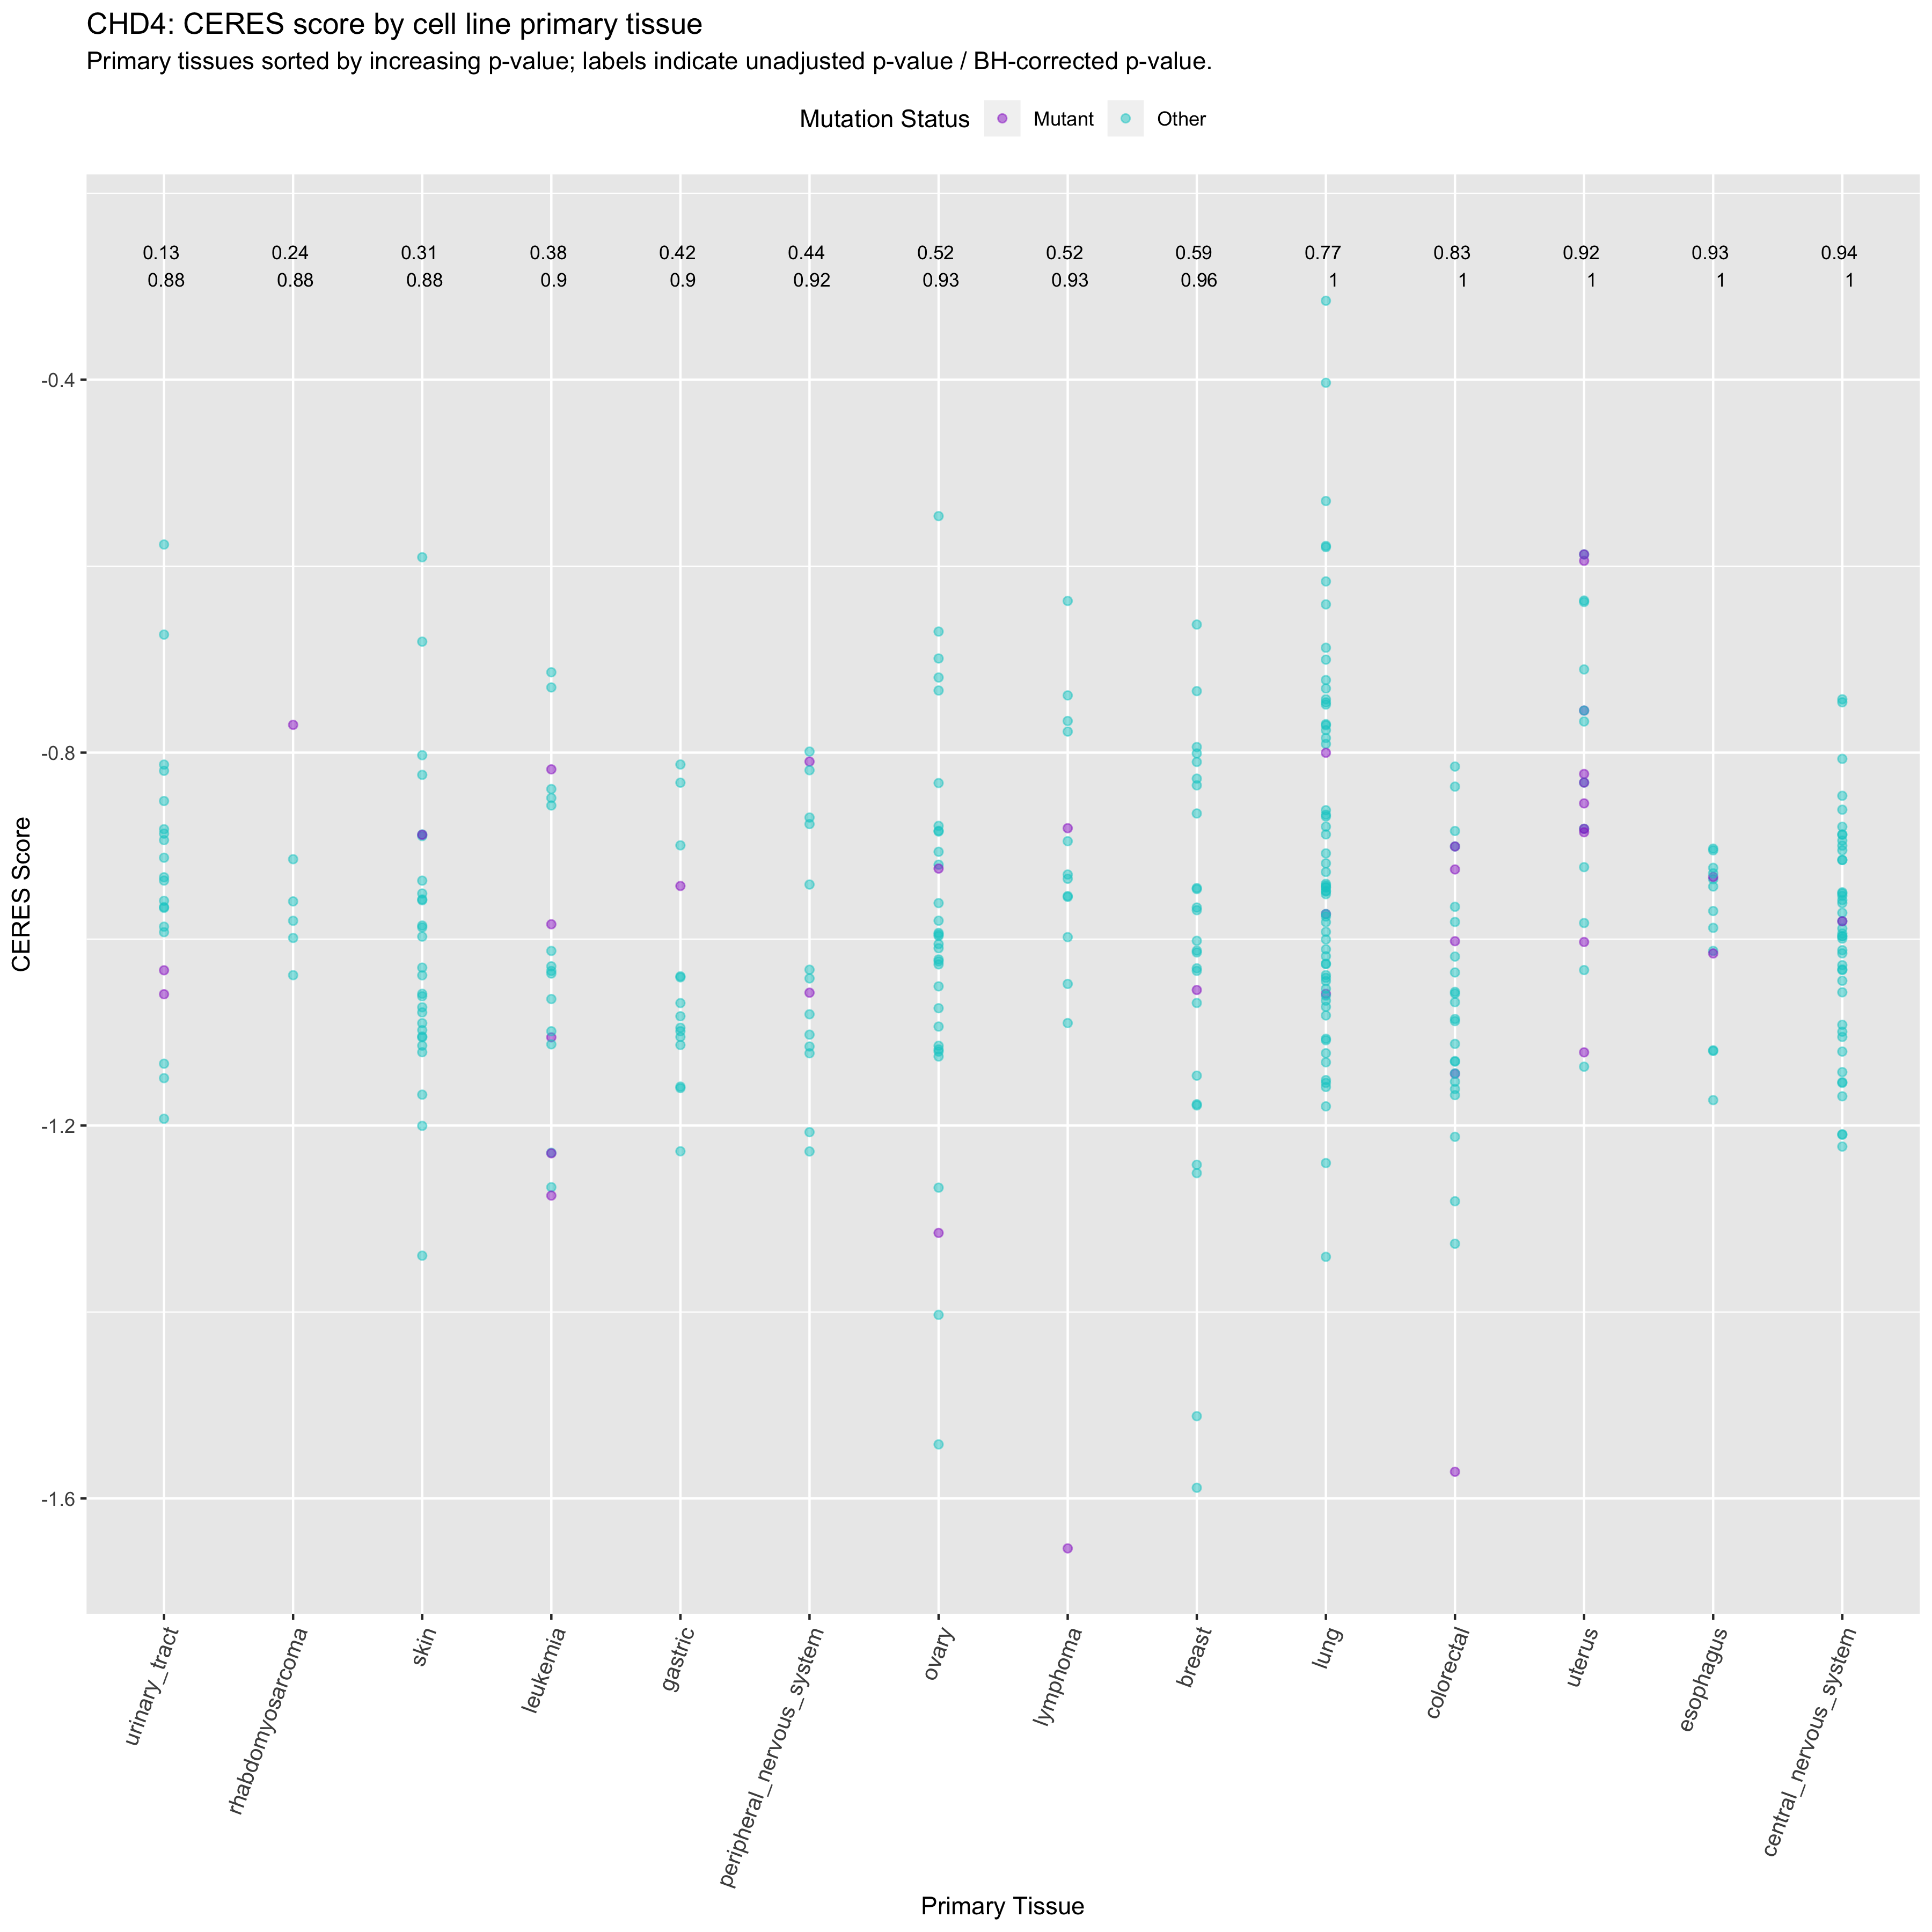 CHD4: CERES score by cell line primary tissue
Primary tissues sorted by increasing p-value; labels indicate unadjusted p-value / BH-corrected p-value.
Mutation Status Mutant Other
0.13 0.24 0.31 0.38 0.42 0.44 0.52 0.52 0.59 0.77 0.83 0.92 0.93 0.94
0.88 0.88 0.88 0.9 0.9 0.92 0.93 0.93 0.96 1 1 1 1 1
-0.4
-0.8
-1.2
-1.6
CERES Score
urinary_tract
rhabdomyosarcoma
skin
leukemia
gastric
peripheral_nervous_system
ovary
lymphoma
breast
lung
colorectal
uterus
esophagus
central_nervous_system
Primary Tissue